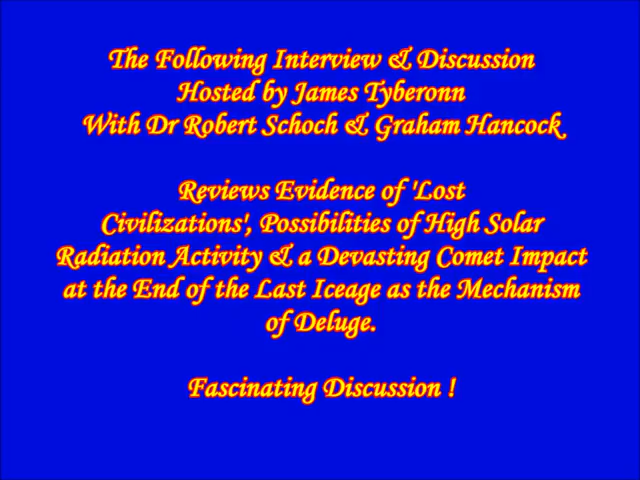 The Following Interview & Discussion
Hosted by James Tyberonn
With Dr Robert Schoch & Graham Hancock
Reviews Evidence of 'Lost
Civilizations', Possibilities of High Solar
Radiation Activity & a Devasting Comet Impact
at the End of the Last Iceage as the Mechanism
of Deluge.
Fascinating Discussion !